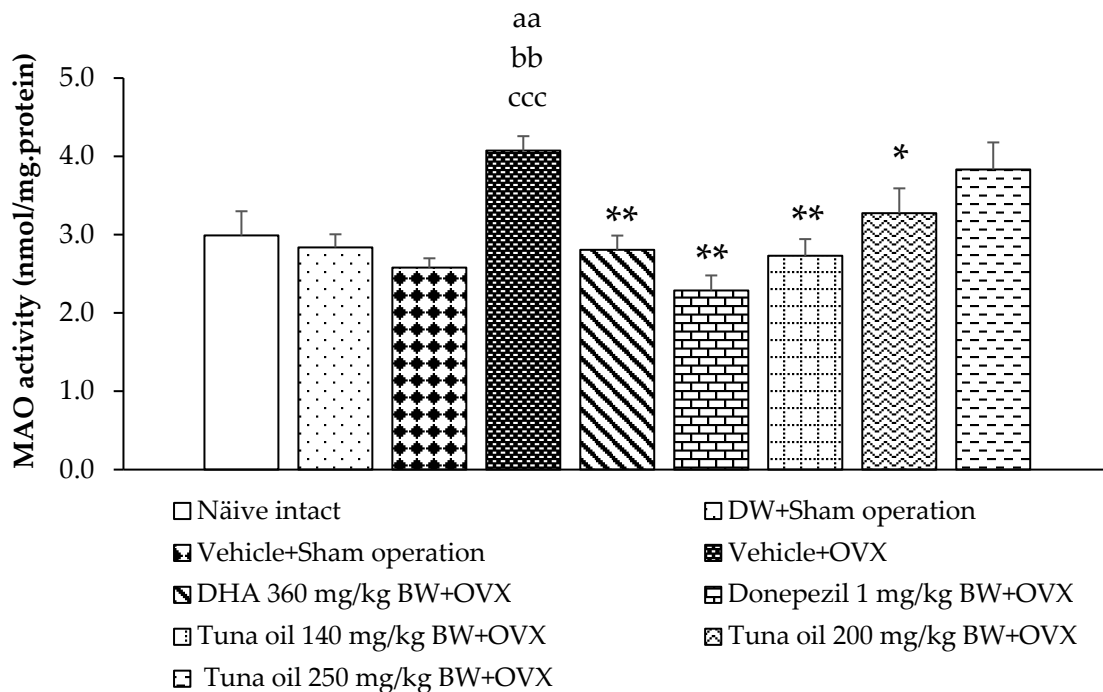 aa
bb
ccc
MAO activity (nmol/mg.protein)
5.0
4.0
3.0
2.0
1.0
0.0
**
**
**
*
Näive intact
DW+Sham operation
Vehicle+Sham operation
Vehicle+OVX
DHA 360 mg/kg BW+OVX
Donepezil 1 mg/kg BW+OVX
Tuna oil 140 mg/kg BW+OVX
Tuna oil 200 mg/kg BW+OVX
Tuna oil 250 mg/kg BW+OVX